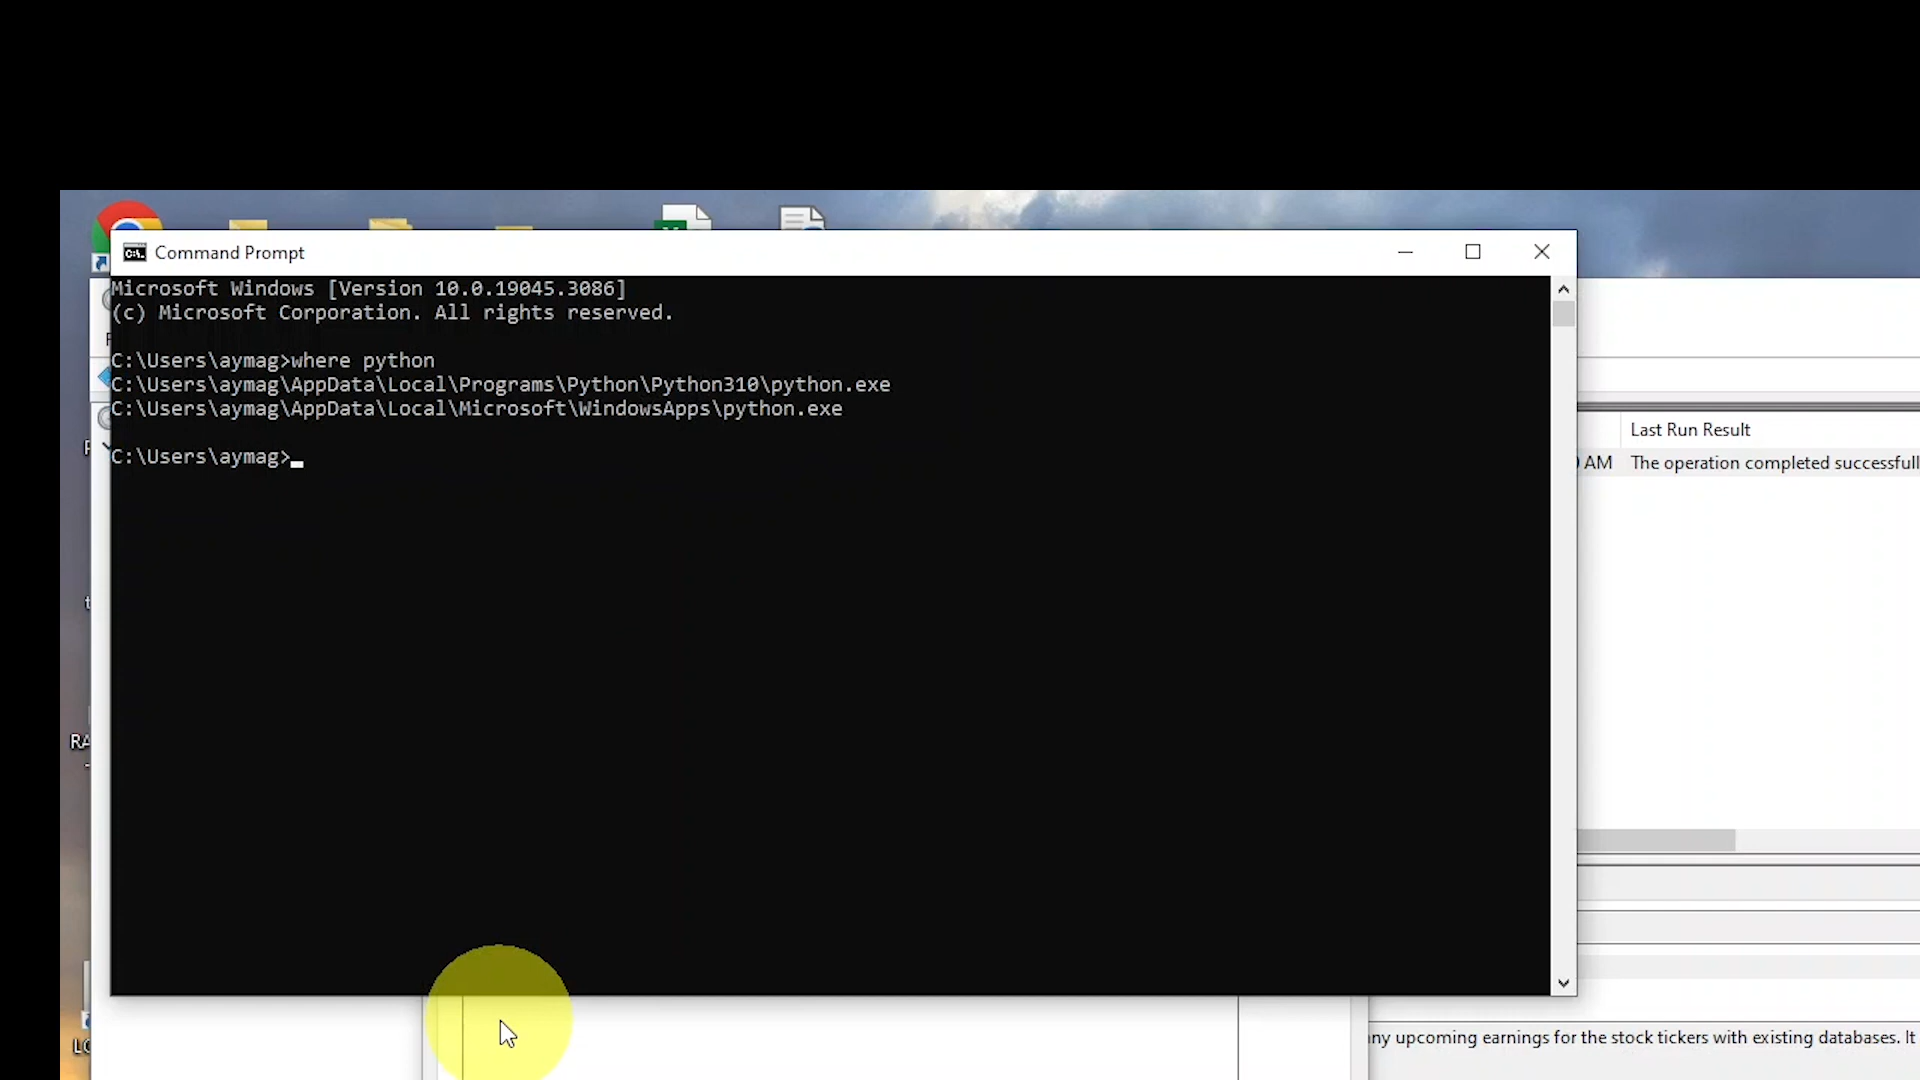 Command Prompt
Microsoft Windows [Version 10.0.19045.3086]
(c) Microsoft Corporation. All rights reserved.
C:\Users\aymag>where python
C:\Users\aymag\AppData\Local\Programs\Python\Python310\python.exe
C:\Users\aymag\AppData\Local\Microsoft\WindowsApps\python.exe
C:\Users\aymag>
Last Run Result
AM The operation completed successfull
upcoming earnings for the stock tickers with existing databases. It